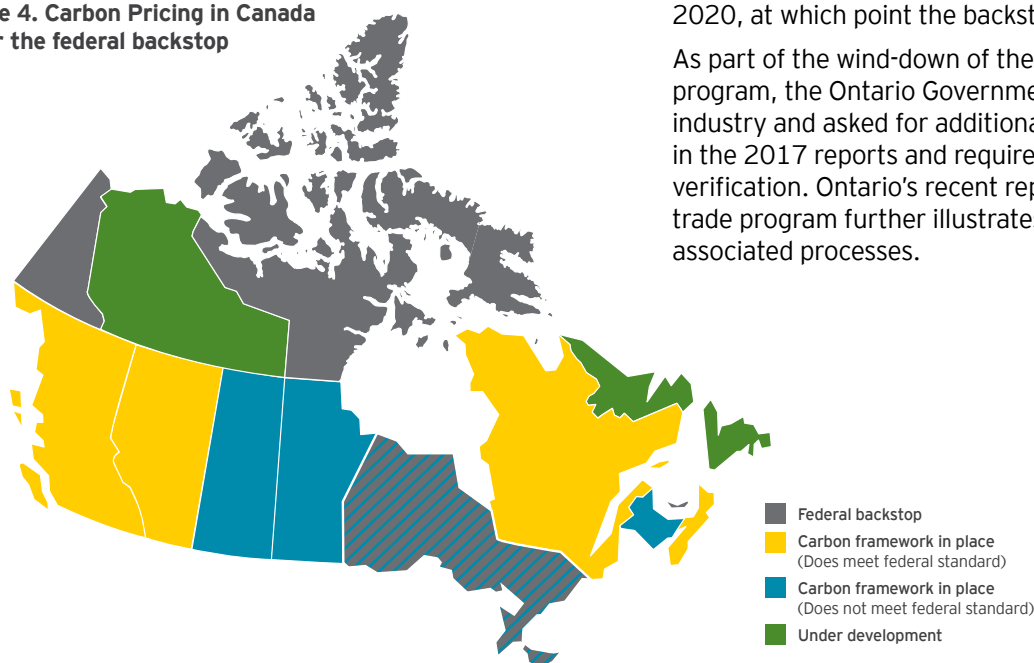 e 4. Carbon Pricing in Canada
r the federal backstop
2020, at which point the backst
As part of the wind-down of the
program, the Ontario Governme
industry and asked for additiona
in the 2017 reports and require
verification. Ontario's recent rep
trade program further illustrates
associated processes.
Federal backstop
Carbon framework in place
(Does meet federal standard)
Carbon framework in place
(Does not meet federal standard)
Under development